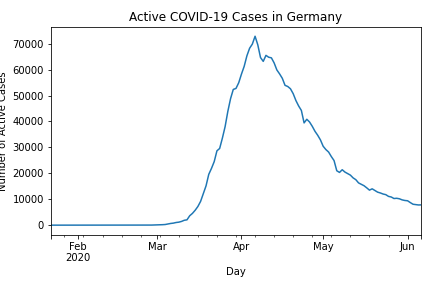 Active COVID-19 Cases in Germany
Number of Active Cases
70000
60000
50000
40000
30000
20000
10000
0
Feb
2020
Mar
Apr
May
Jun
Day